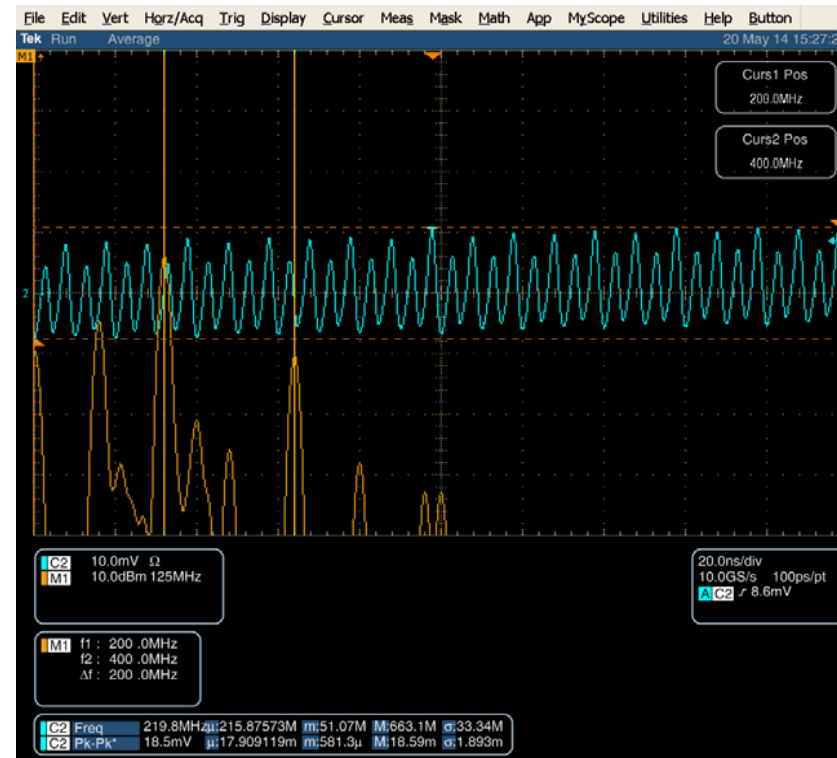 File Edit Vert Horz/Acq Trig Display Cursor Meas Mask Math App MyScope Utilities Help Button
Tek Run Average 20 May 14 15:27:2
M1
Curs1 Pos
200.0MHz
Curs2 Pos
400.0MHz
2
C2 10.0mV Ω
M1 10.0dBm 125MHz
20.0ns/div
10.0GS/s 100ps/pt
A C2 8.6mV
M1 f1 : 200 .0MHz
f2 : 400 .0MHz
Δf : 200 .0MHz
C2 Freq 219.8MHz μ:215.87573M m:51.07M M:663.1M σ:33.34M
C2 Pk-Pk* 18.5mV μ:17.909119m m:581.3μ M:18.59m σ:1.893m